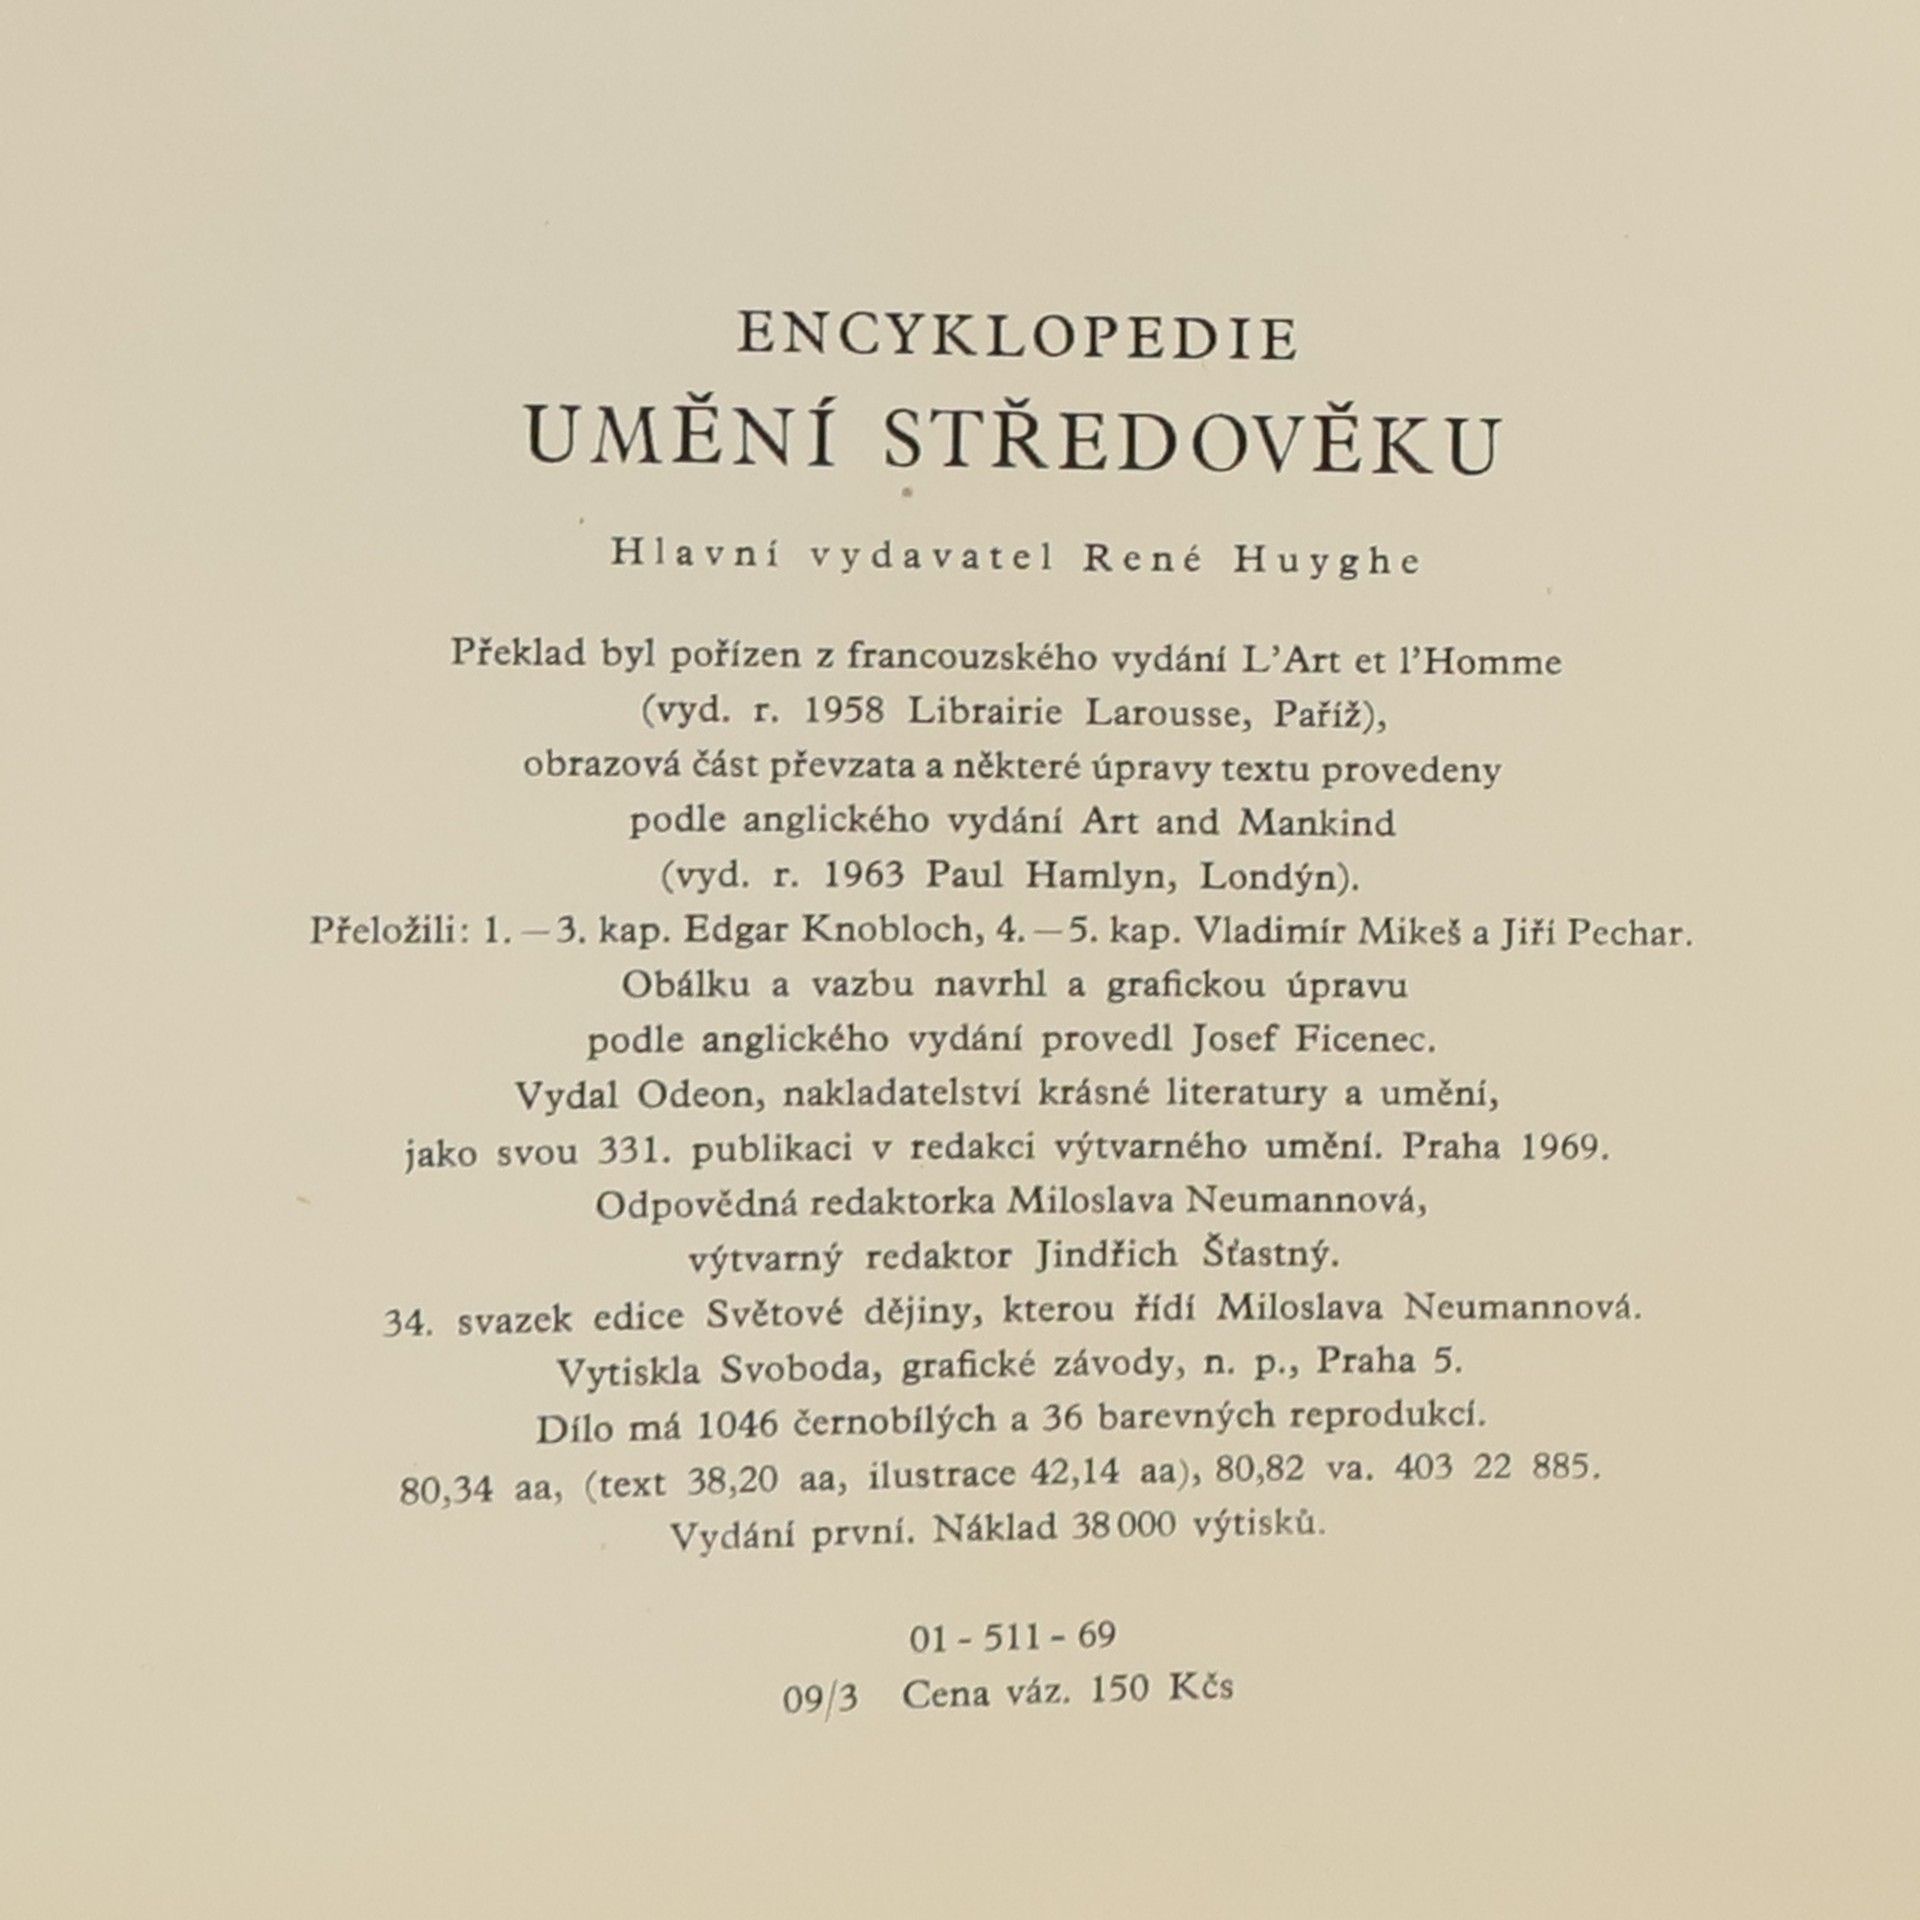 ENCYKLOPEDIE
UMĚNÍ STŘEDOVĚKU
Hlavní vydavatel René Huyghe
Překlad byl pořízen z francouzského vydání L’Art et l’Homme
(vyd. r. 1958 Librairie Larousse, Paříž),
obrazová část převzata a některé úpravy textu provedeny
podle anglického vydání Art and Mankind
(vyd. r. 1963 Paul Hamlyn, Londýn).
Přeložili: 1.—3. kap. Edgar Knobloch, 4.—5. kap. Vladimír Mikeš a Jiří Pechar.
Obálku a vazbu navrhl a grafickou úpravu
podle anglického vydání provedl Josef Ficenec.
Vydal Odeon, nakladatelství krásné literatury a umění,
jako svou 331. publikaci v redakci výtvarného umění. Praha 1969.
Odpovědná redaktorka Miloslava Neumannová,
výtvarný redaktor Jindřich Šťastný.
34. svazek edice Světové dějiny, kterou řídí Miloslava Neumannová.
Vytiskla Svoboda, grafické závody, n. p., Praha 5.
Dílo má 1046 černobílých a 36 barevných reprodukcí.
80,34 aa, (text 38,20 aa, ilustrace 42,14 aa), 80,82 va. 403 22 885.
Vydání první. Náklad 38 000 výtisků.
01 - 511 - 69
09/3 Cena váz. 150 Kčs